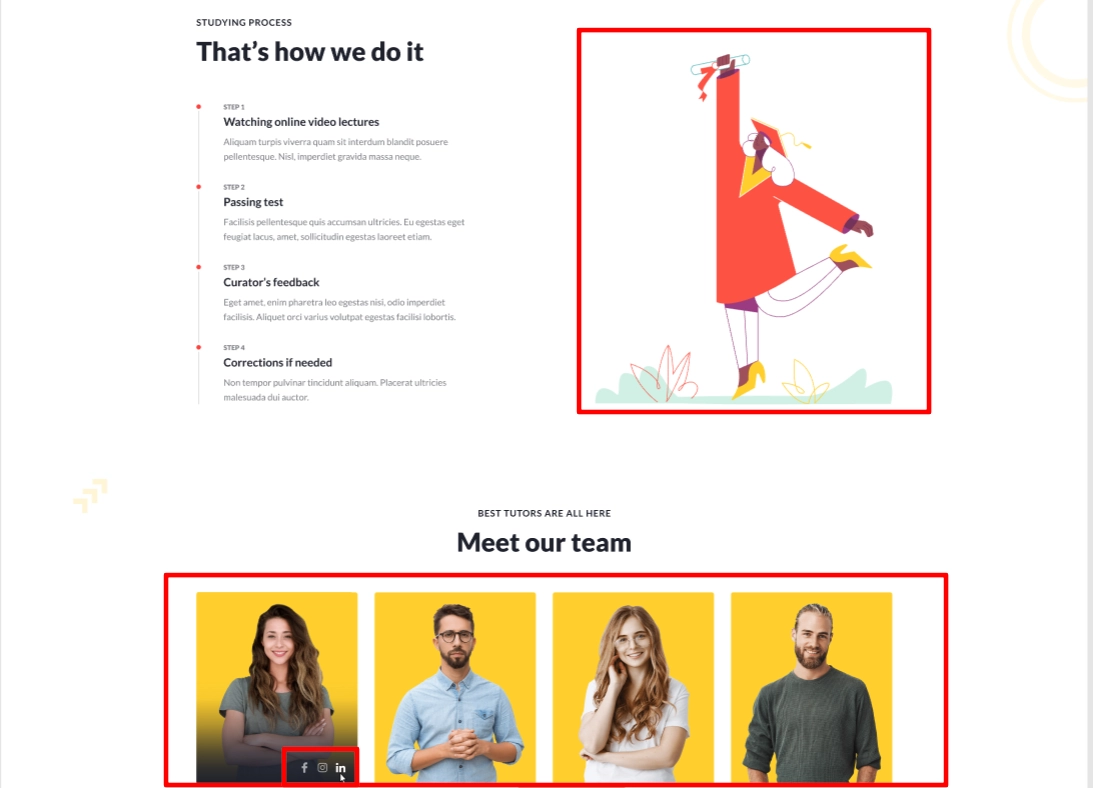 STUDYING PROCESS
That's how we do it
STEP 1
Watching online video lectures
Aliquam turpis viverra quam sit interdum blandit posuere
pellentesque. Nisl, imperdiet gravida massa neque.
STEP 2
Passing test
Facilisis pellentesque quis accumsan ultricies. Eu egestas eget
feugiat lacus, amet, sollicitudin egestas laoreet etiam.
STEP 3
Curator's feedback
Eget amet, enim pharetra leo egestas nisi, odio imperdiet
facilisis. Aliquet orci varius volutpat egestas facilisi lobortis.
STEP 4
Corrections if needed
Non tempor pulvinar tincidunt aliquam. Placerat ultricies
malesuada dui auctor.
BEST TUTORS ARE ALL HERE
Meet our team